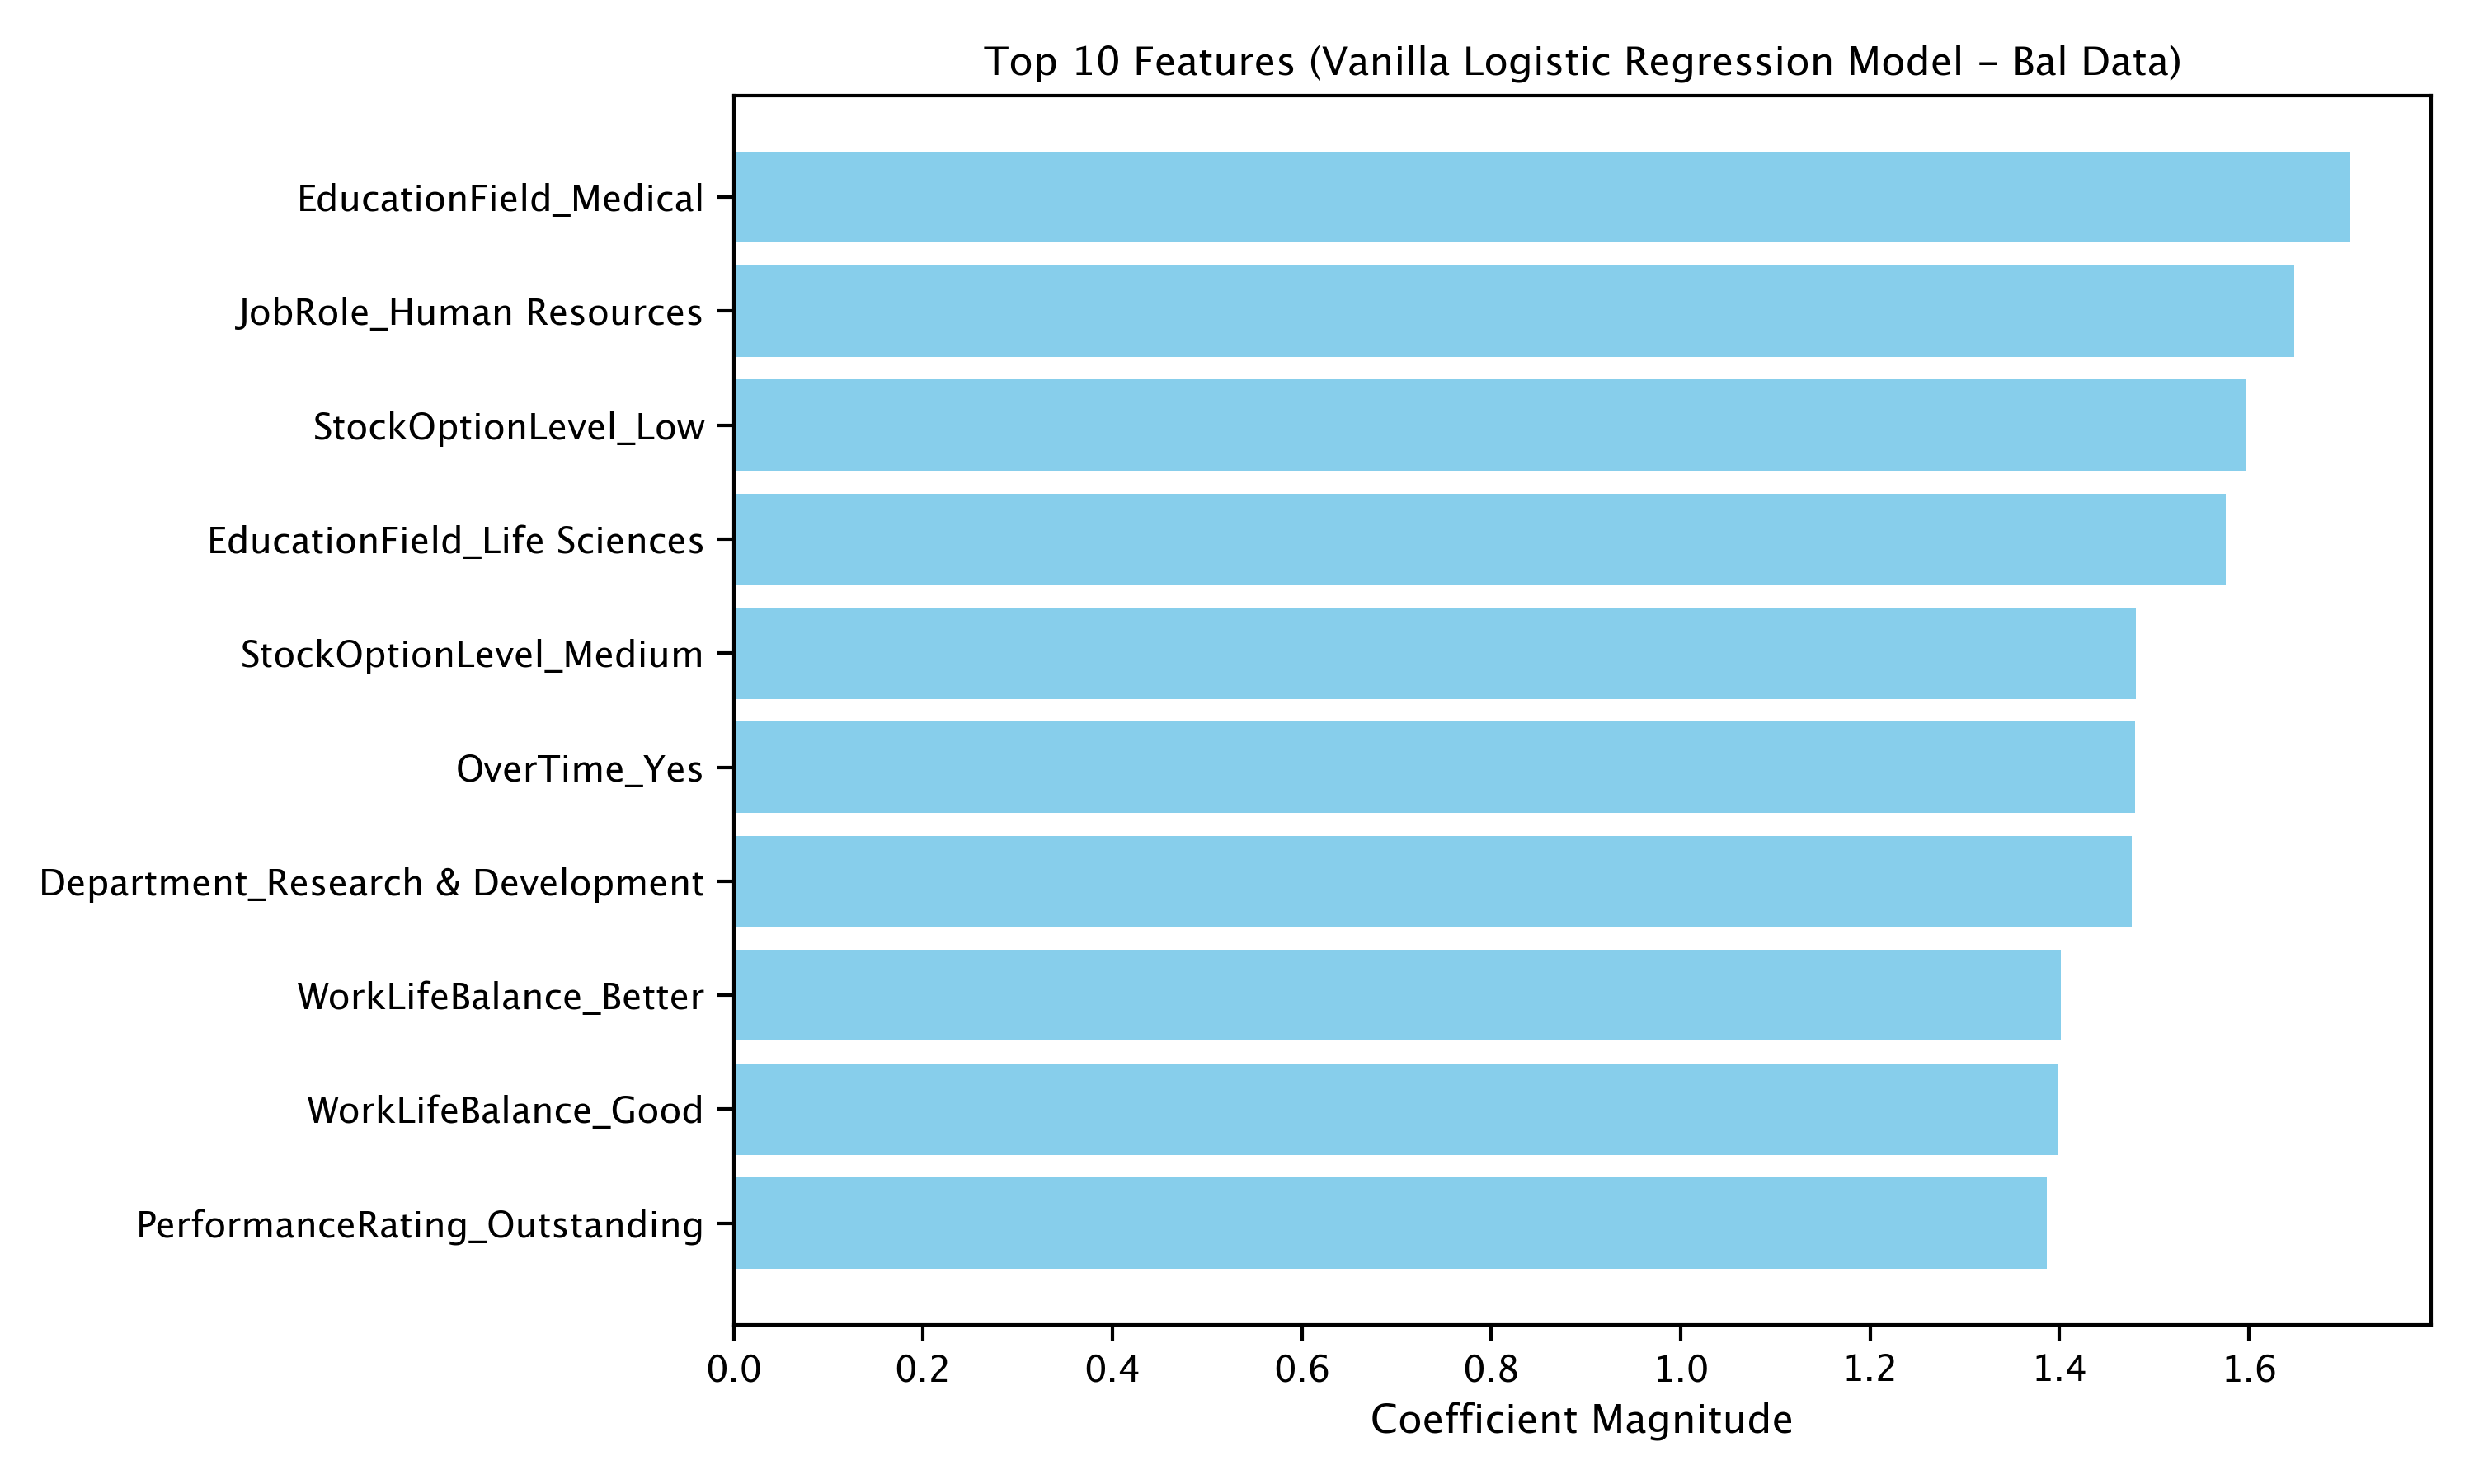 Top 10 Features (Vanilla Logistic Regression Model - Bal Data)
EducationField_Medical
JobRole_Human Resources
StockOptionLevel_Low
EducationField_Life Sciences
StockOptionLevel_Medium
OverTime_Yes
Department_Research & Development
WorkLifeBalance_Better
WorkLifeBalance_Good
PerformanceRating_Outstanding
0.0 0.2 0.4 0.6 0.8 1.0 1.2 1.4 1.6
Coefficient Magnitude